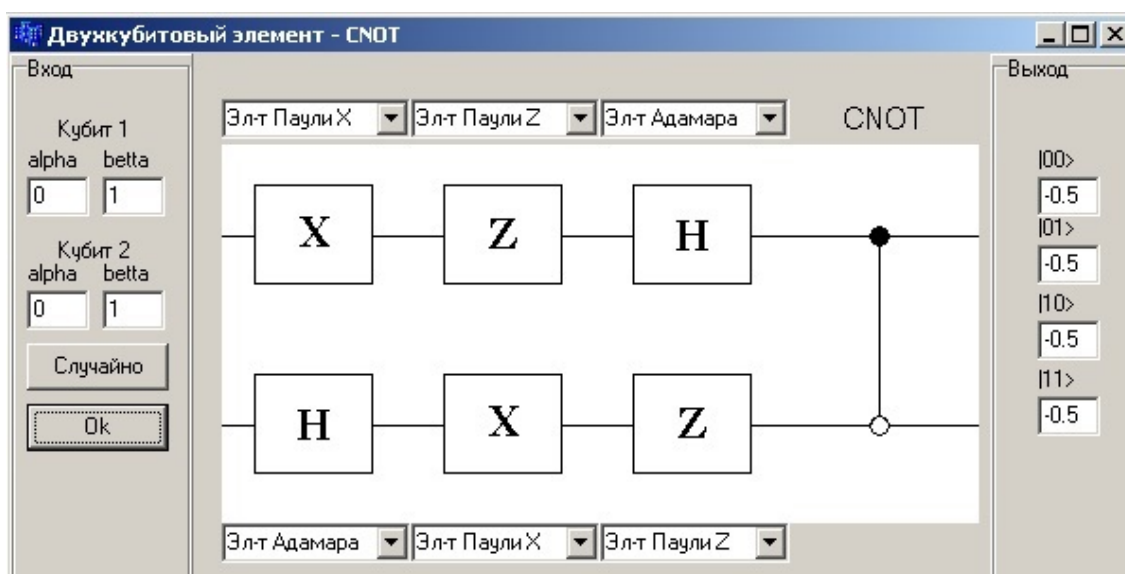 Двухкубитовый элемент - CNOT
Вход
Выход
Эл-т Паули X Эл-т Паули Z Эл-т Адамара CNOT
Кубит 1
alpha betta
0 1
X Z H
Кубит 2
alpha betta
0 1
Случайно
Ok
H X Z
Эл-т Адамара Эл-т Паули X Эл-т Паули Z
|00>
-0.5
|01>
-0.5
|10>
-0.5
|11>
-0.5